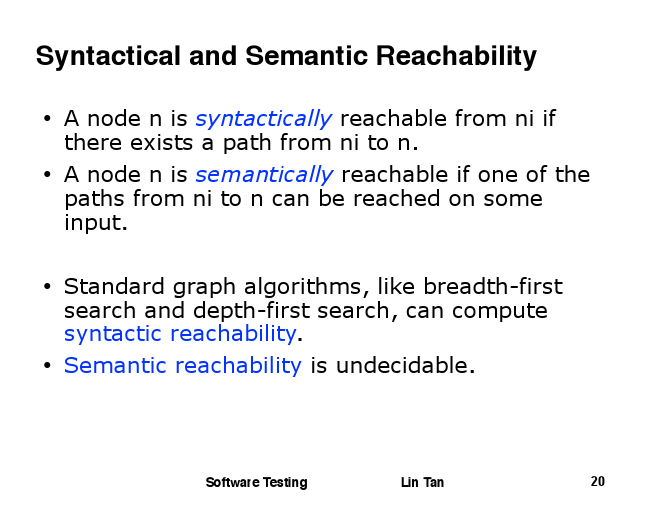 Syntactical and Semantic Reachability
• A node n is syntactically reachable from ni if
there exists a path from ni to n.
• A node n is semantically reachable if one of the
paths from ni to n can be reached on some
input.
• Standard graph algorithms, like breadth-first
search and depth-first search, can compute
syntactic reachability.
• Semantic reachability is undecidable.
Software Testing Lin Tan 20